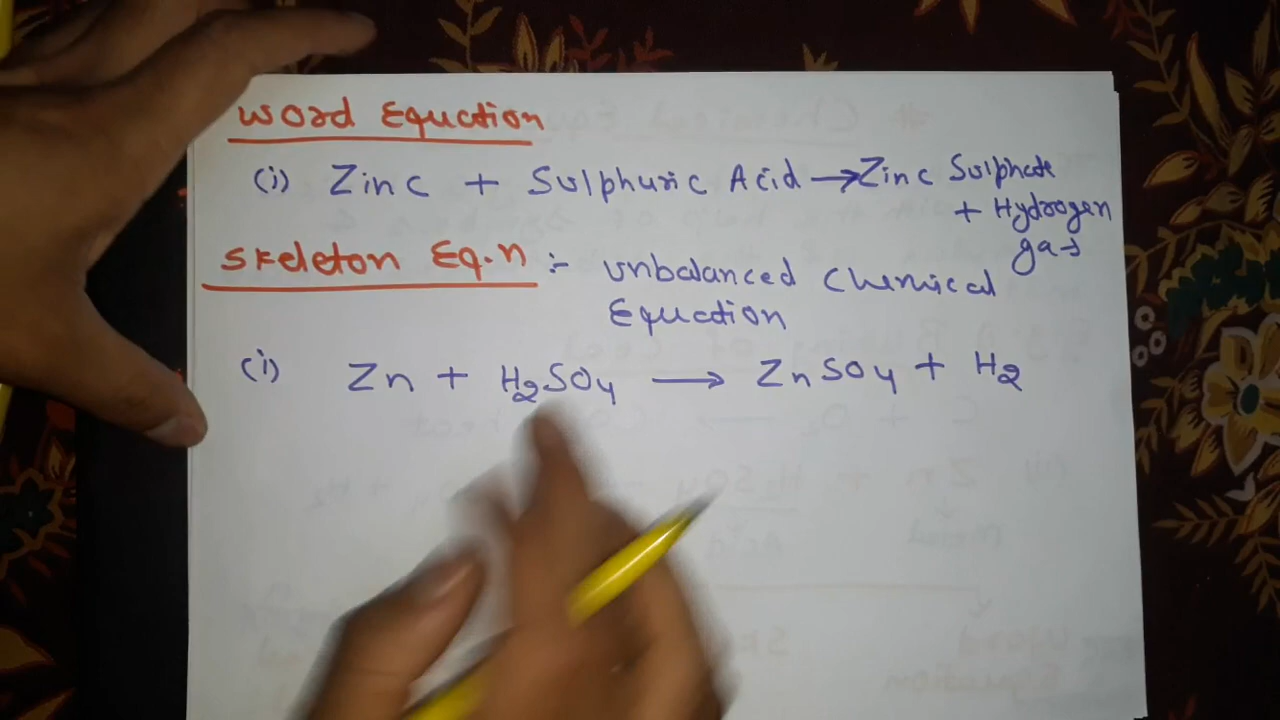 Word Equation
(i) Zinc + Sulphuric Acid → Zinc Sulphate
+ Hydrogen
gas
Skeleton Eq.n :- unbalanced Chemical
Equation
(i) Zn + H₂SO₄ → ZnSO₄ + H₂